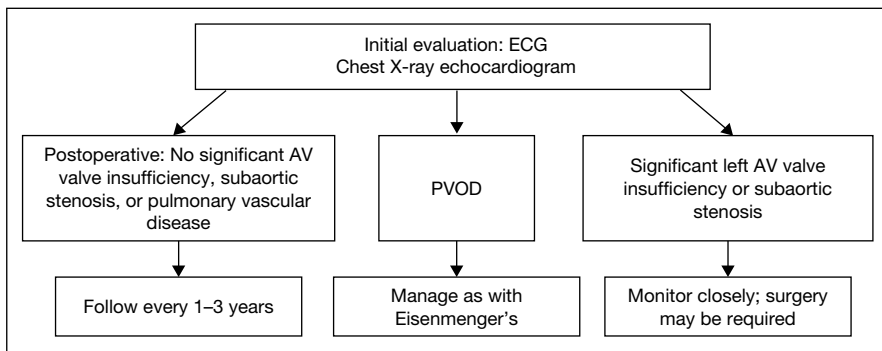 Initial evaluation: ECG
Chest X-ray echocardiogram
Postoperative: No significant AV
valve insufficiency, subaortic
stenosis, or pulmonary vascular
disease
PVOD
Significant left AV valve
insufficiency or subaortic
stenosis
Follow every 1–3 years
Manage as with
Eisenmenger's
Monitor closely; surgery
may be required